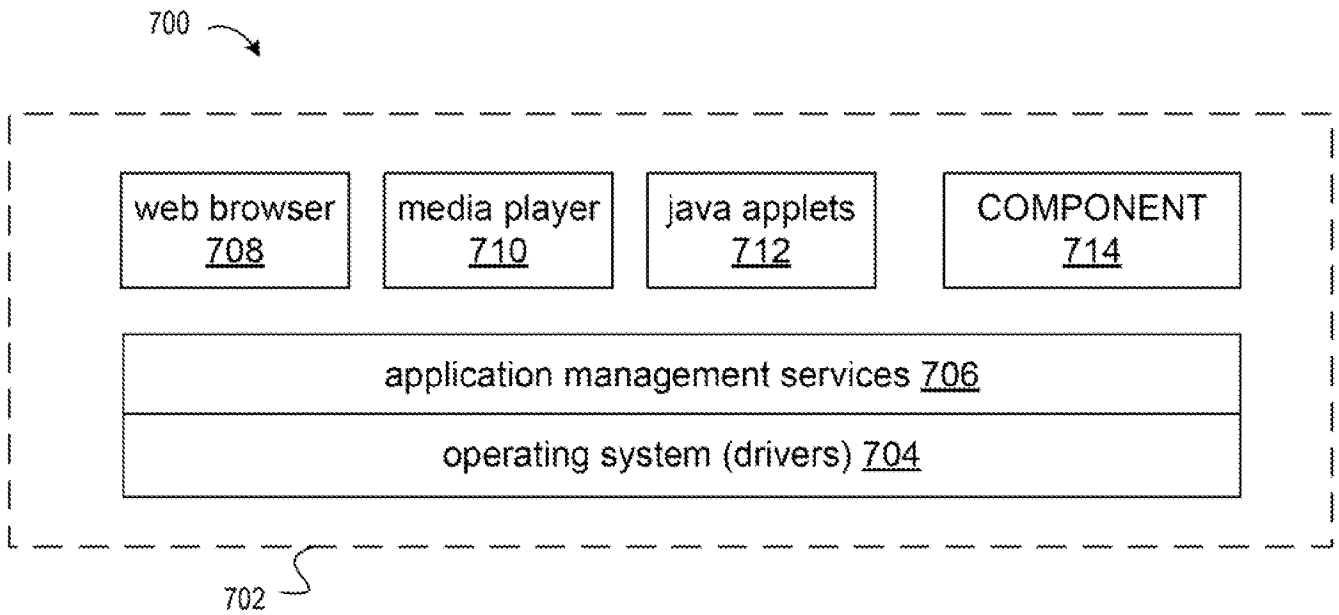 700
web browser
708
media player
710
java applets
712
COMPONENT
714
application management services 706
operating system (drivers) 704
702